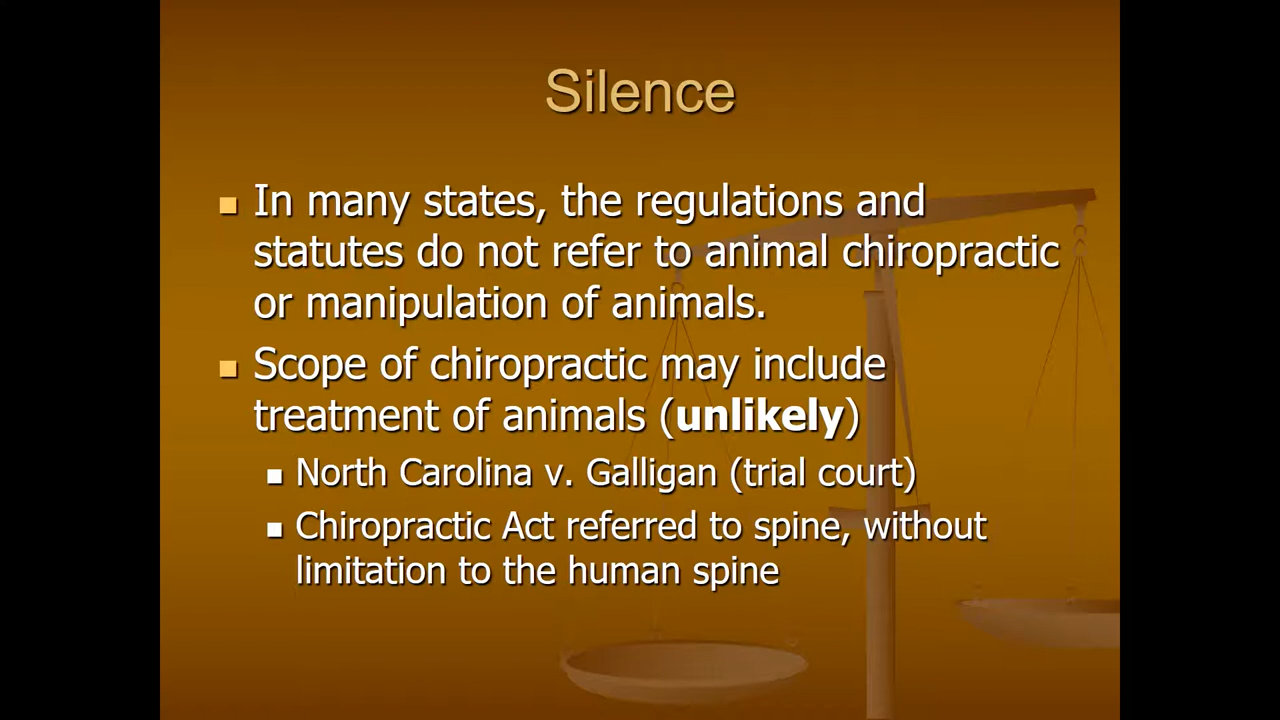 Silence
In many states, the regulations and
statutes do not refer to animal chiropractic
or manipulation of animals.
Scope of chiropractic may include
treatment of animals (unlikely)
North Carolina v. Galligan (trial court)
Chiropractic Act referred to spine, without
limitation to the human spine